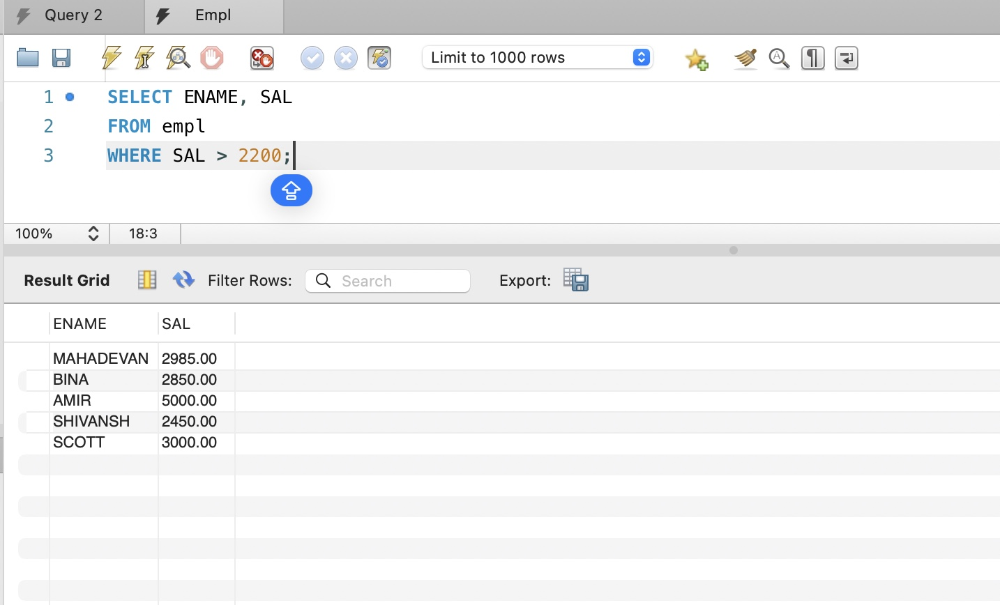 Query 2 Empl
Limit to 1000 rows
1 SELECT ENAME, SAL
2 FROM empl
3 WHERE SAL > 2200;
100% 18:3
Result Grid Filter Rows: Search Export:
ENAME SAL
MAHADEVAN 2985.00
BINA 2850.00
AMIR 5000.00
SHIVANSH 2450.00
SCOTT 3000.00